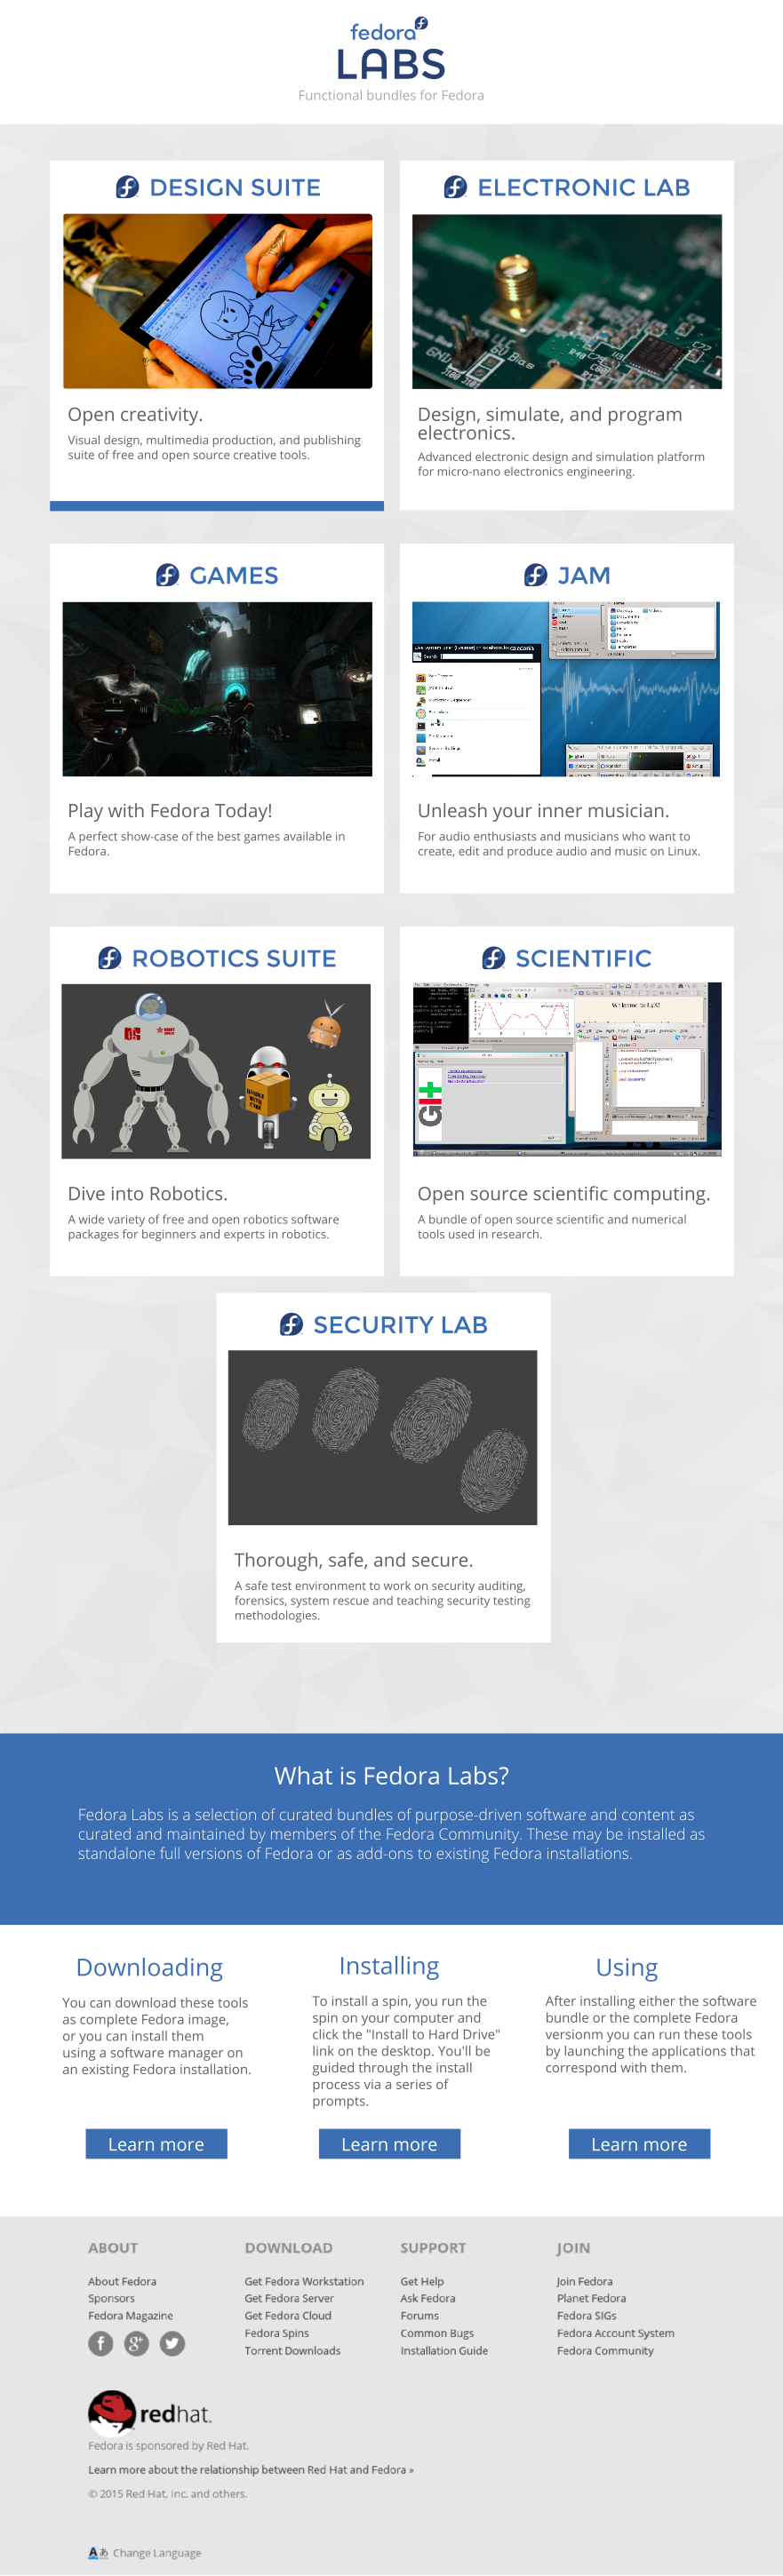 fedora
LABS
Functional bundles for Fedora
DESIGN SUITE
Open creativity.
Visual design, multimedia production, and publishing
suite of free and open source creative tools.
ELECTRONIC LAB
GND
Bias
J100 J101
Design, simulate, and program
electronics.
Advanced electronic design and simulation platform
for micro-nano electronics engineering.
GAMES
Play with Fedora Today!
A perfect show-case of the best games available in
Fedora.
JAM
Unleash your inner musician.
For audio enthusiasts and musicians who want to
create, edit and produce audio and music on Linux.
ROBOTICS SUITE
Dive into Robotics.
A wide variety of free and open robotics software
packages for beginners and experts in robotics.
SCIENTIFIC
Welcome to LyX!
Git
Open source scientific computing.
A bundle of open source scientific and numerical
tools used in research.
SECURITY LAB
Thorough, safe, and secure.
A safe test environment to work on security auditing,
forensics, system rescue and teaching security testing
methodologies.
What is Fedora Labs?
Fedora Labs is a selection of curated bundles of purpose-driven software and content as
curated and maintained by members of the Fedora Community. These may be installed as
standalone full versions of Fedora or as add-ons to existing Fedora installations.
Downloading
You can download these tools
as complete Fedora image,
or you can install them
using a software manager on
an existing Fedora installation.
Learn more
Installing
To install a spin, you run the
spin on your computer and
click the "Install to Hard Drive"
link on the desktop. You'll be
guided through the install
process via a series of
prompts.
Learn more
Using
After installing either the software
bundle or the complete Fedora
versionm you can run these tools
by launching the applications that
correspond with them.
Learn more
ABOUT
About Fedora
Sponsors
Fedora Magazine
DOWNLOAD
Get Fedora Workstation
Get Fedora Server
Get Fedora Cloud
Fedora Spins
Torrent Downloads
SUPPORT
Get Help
Ask Fedora
Forums
Common Bugs
Installation Guide
JOIN
Join Fedora
Planet Fedora
Fedora SIGs
Fedora Account System
Fedora Community
redhat.
Fedora is sponsored by Red Hat.
Learn more about the relationship between Red Hat and Fedora »
© 2015 Red Hat, Inc. and others.
Change Language